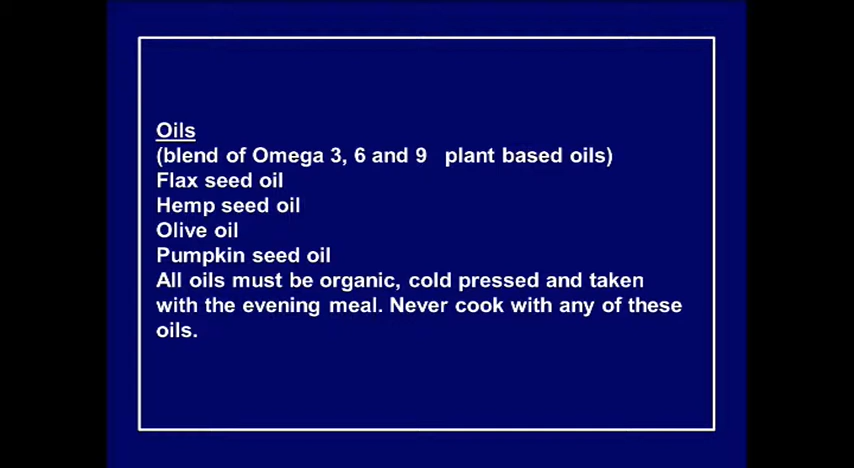 Oils
(blend of Omega 3, 6 and 9 plant based oils)
Flax seed oil
Hemp seed oil
Olive oil
Pumpkin seed oil
All oils must be organic, cold pressed and taken
with the evening meal. Never cook with any of these
oils.